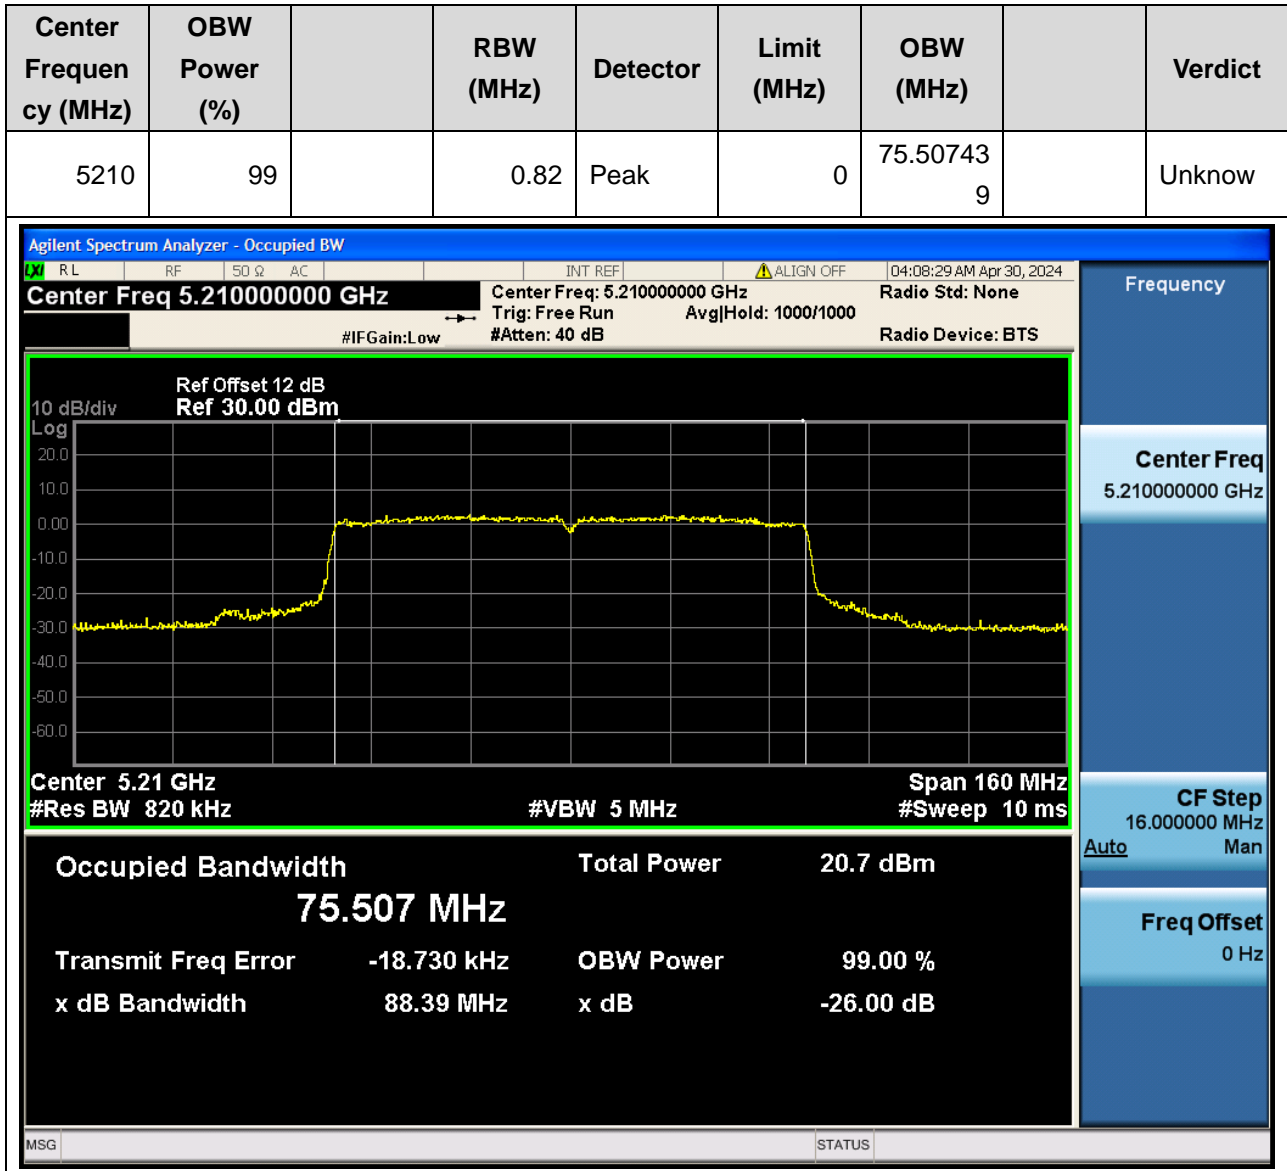 Center Frequen cy (MHz)
OBW Power (%)
RBW (MHz)
Detector
Limit (MHz)
OBW (MHz)
Verdict
5210
99
0.82
Peak
0
75.50743 9
Unknow
Agilent Spectrum Analyzer - Occupied BW
LXI RL RF 50 Ω AC INT REF ALIGN OFF 04:08:29 AM Apr 30, 2024
Center Freq 5.210000000 GHz
Center Freq: 5.210000000 GHz
Radio Std: None
Trig: Free Run Avg|Hold: 1000/1000
#IFGain:Low
#Atten: 40 dB
Radio Device: BTS
Ref Offset 12 dB
10 dB/div Ref 30.00 dBm
Log
20.0
10.0
0.00
-10.0
-20.0
-30.0
-40.0
-50.0
-60.0
Center 5.21 GHz Span 160 MHz
#Res BW 820 kHz #VBW 5 MHz #Sweep 10 ms
Occupied Bandwidth Total Power 20.7 dBm
75.507 MHz
Transmit Freq Error -18.730 kHz OBW Power 99.00 %
x dB Bandwidth 88.39 MHz x dB -26.00 dB
MSG STATUS
Frequency
Center Freq
5.210000000 GHz
CF Step
16.000000 MHz
Auto Man
Freq Offset
0 Hz